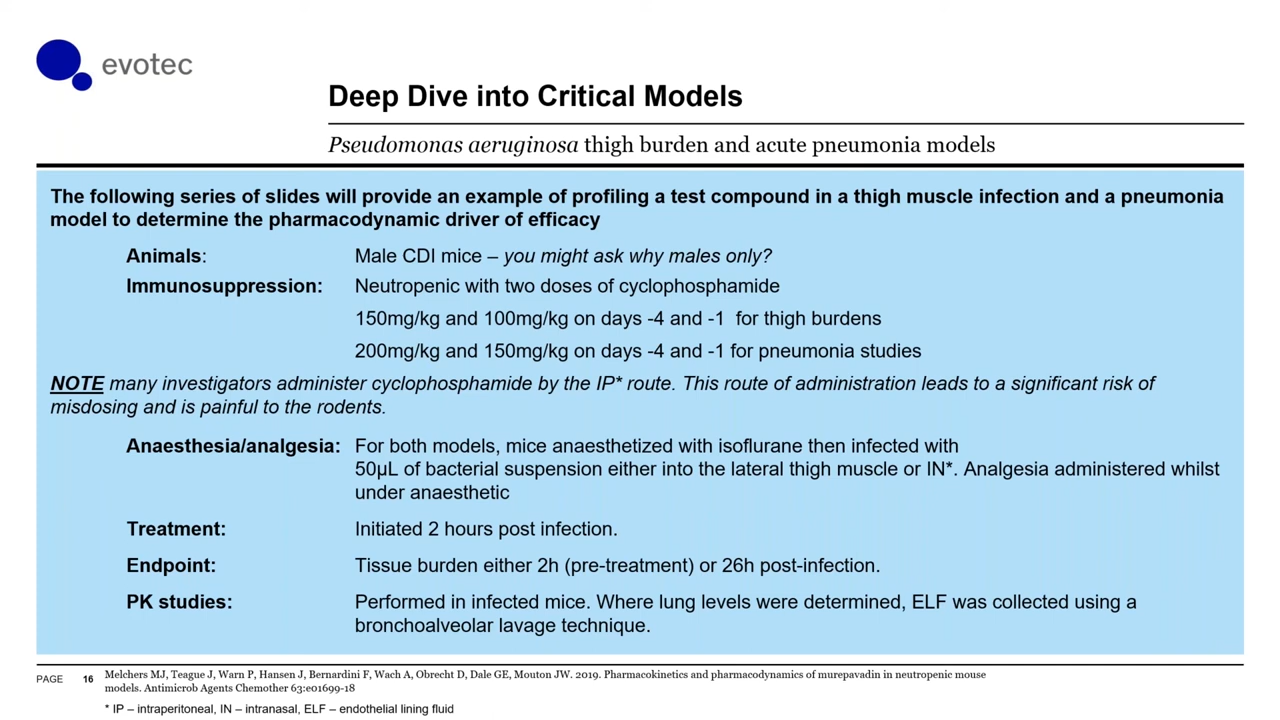 evotec
Deep Dive into Critical Models
Pseudomonas aeruginosa thigh burden and acute pneumonia models
The following series of slides will provide an example of profiling a test compound in a thigh muscle infection and a pneumonia
model to determine the pharmacodynamic driver of efficacy
Animals: Male CDI mice – you might ask why males only?
Immunosuppression: Neutropenic with two doses of cyclophosphamide
150mg/kg and 100mg/kg on days -4 and -1 for thigh burdens
200mg/kg and 150mg/kg on days -4 and -1 for pneumonia studies
NOTE many investigators administer cyclophosphamide by the IP* route. This route of administration leads to a significant risk of
misdosing and is painful to the rodents.
Anaesthesia/analgesia: For both models, mice anaesthetized with isoflurane then infected with
50µL of bacterial suspension either into the lateral thigh muscle or IN*. Analgesia administered whilst
under anaesthetic
Treatment: Initiated 2 hours post infection.
Endpoint: Tissue burden either 2h (pre-treatment) or 26h post-infection.
PK studies: Performed in infected mice. Where lung levels were determined, ELF was collected using a
bronchoalveolar lavage technique.
PAGE 16 Melchers MJ, Teague J, Warn P, Hansen J, Bernardini F, Wach A, Obrecht D, Dale GE, Mouton JW. 2019. Pharmacokinetics and pharmacodynamics of murepavadin in neutropenic mouse
models. Antimicrob Agents Chemother 63:e01699-18
* IP – intraperitoneal, IN – intranasal, ELF – endothelial lining fluid